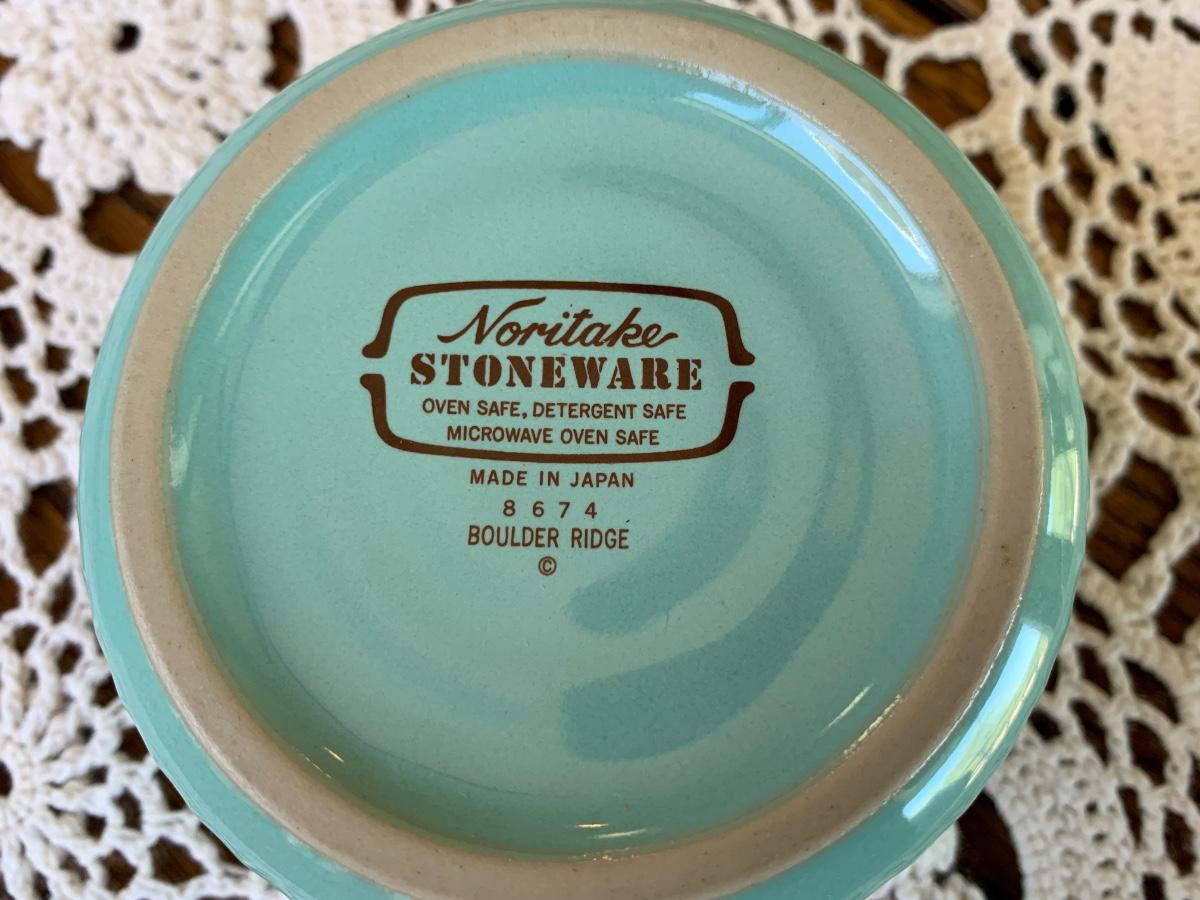 Noritake
STONEWARE
OVEN SAFE, DETERGENT SAFE
MICROWAVE OVEN SAFE
MADE IN JAPAN
8674
BOULDER RIDGE
©